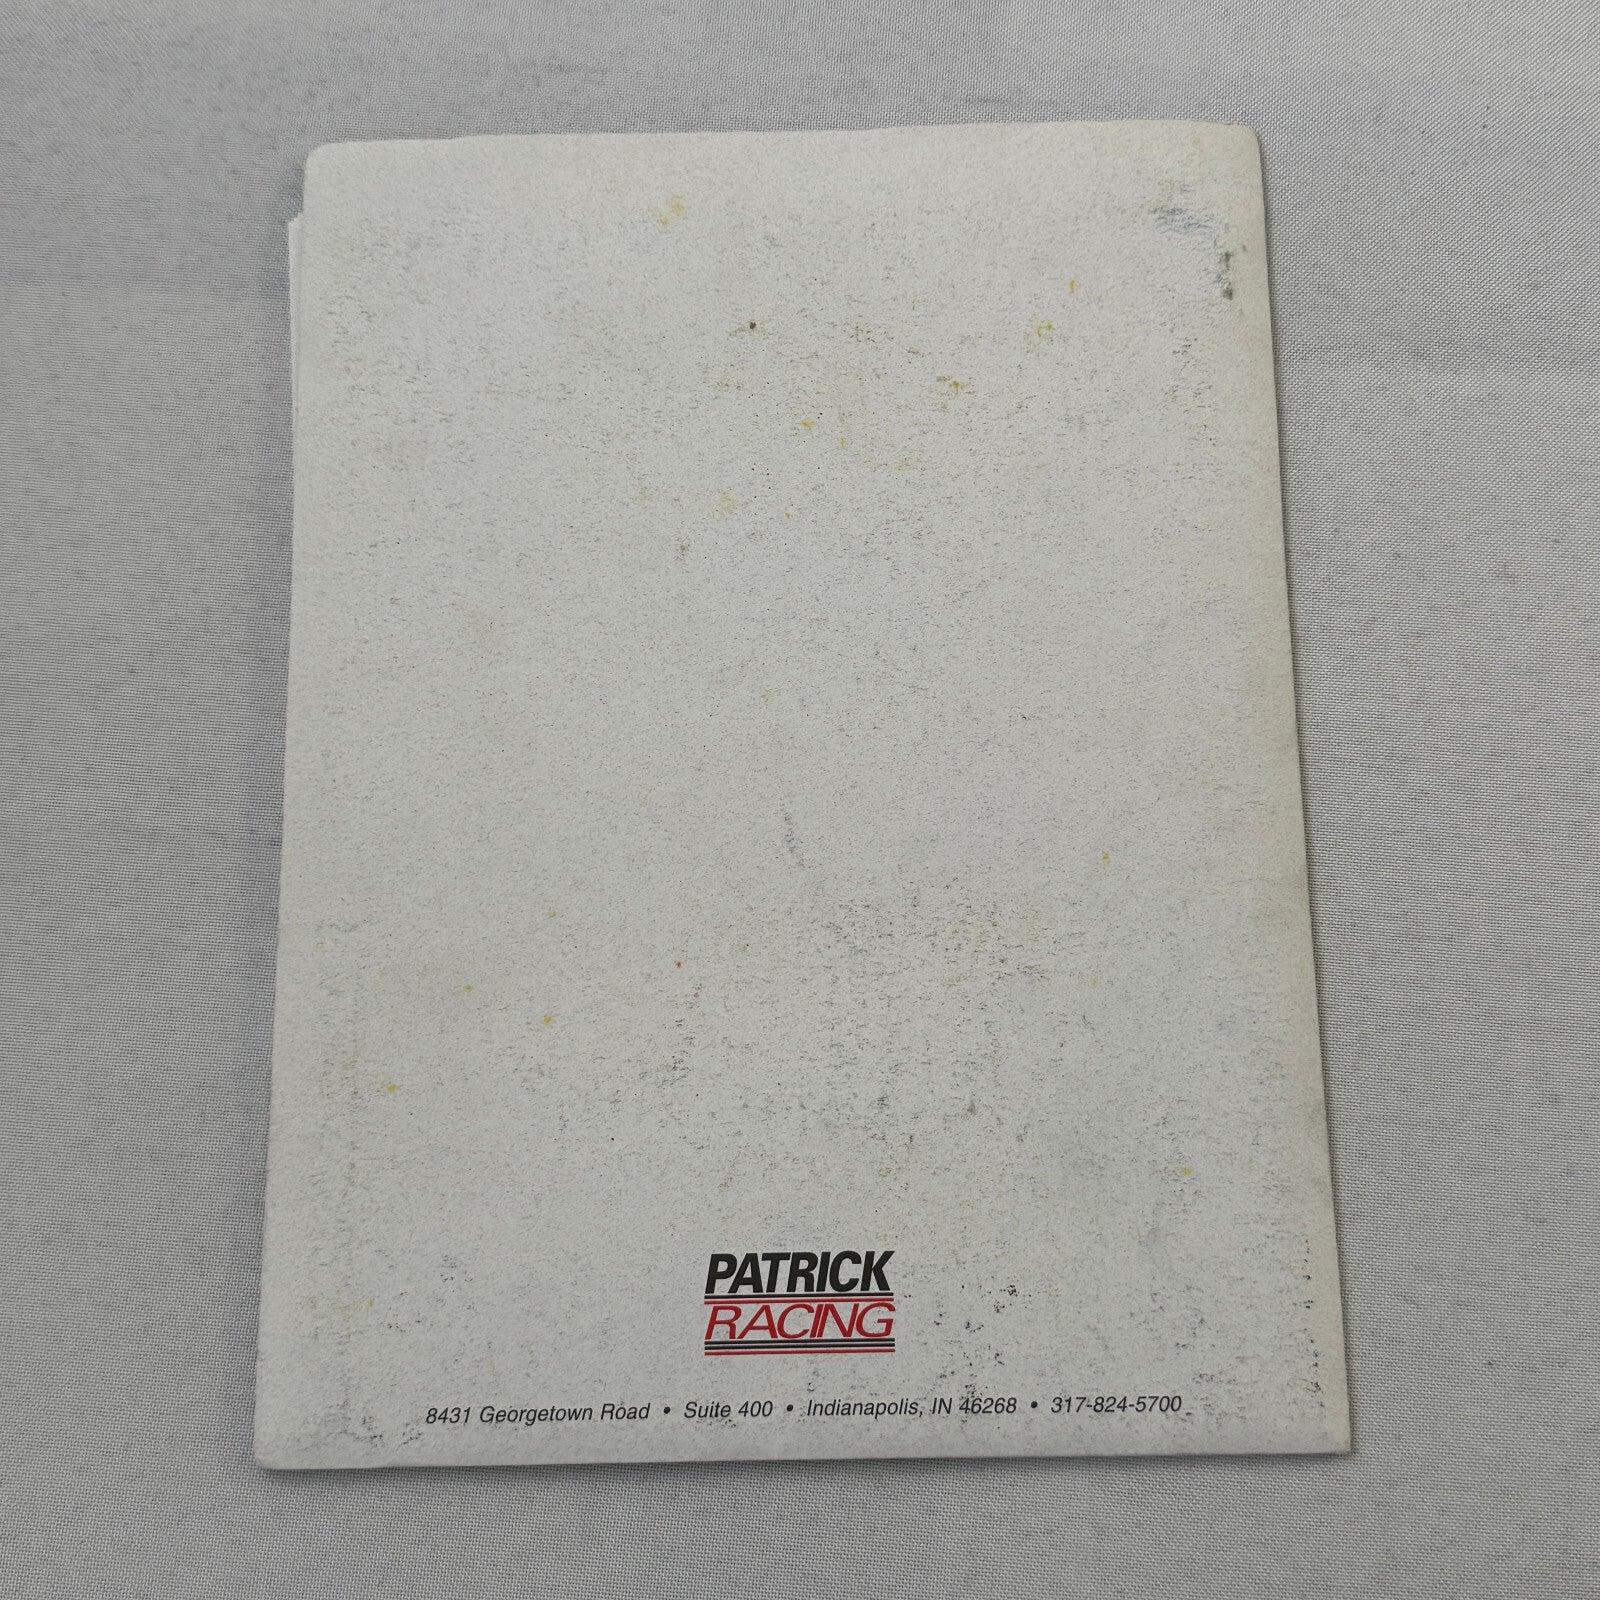 PATRICK
RACING
8431 Georgetown Road • Suite 400 • Indianapolis, IN 46268 • 317-824-5700